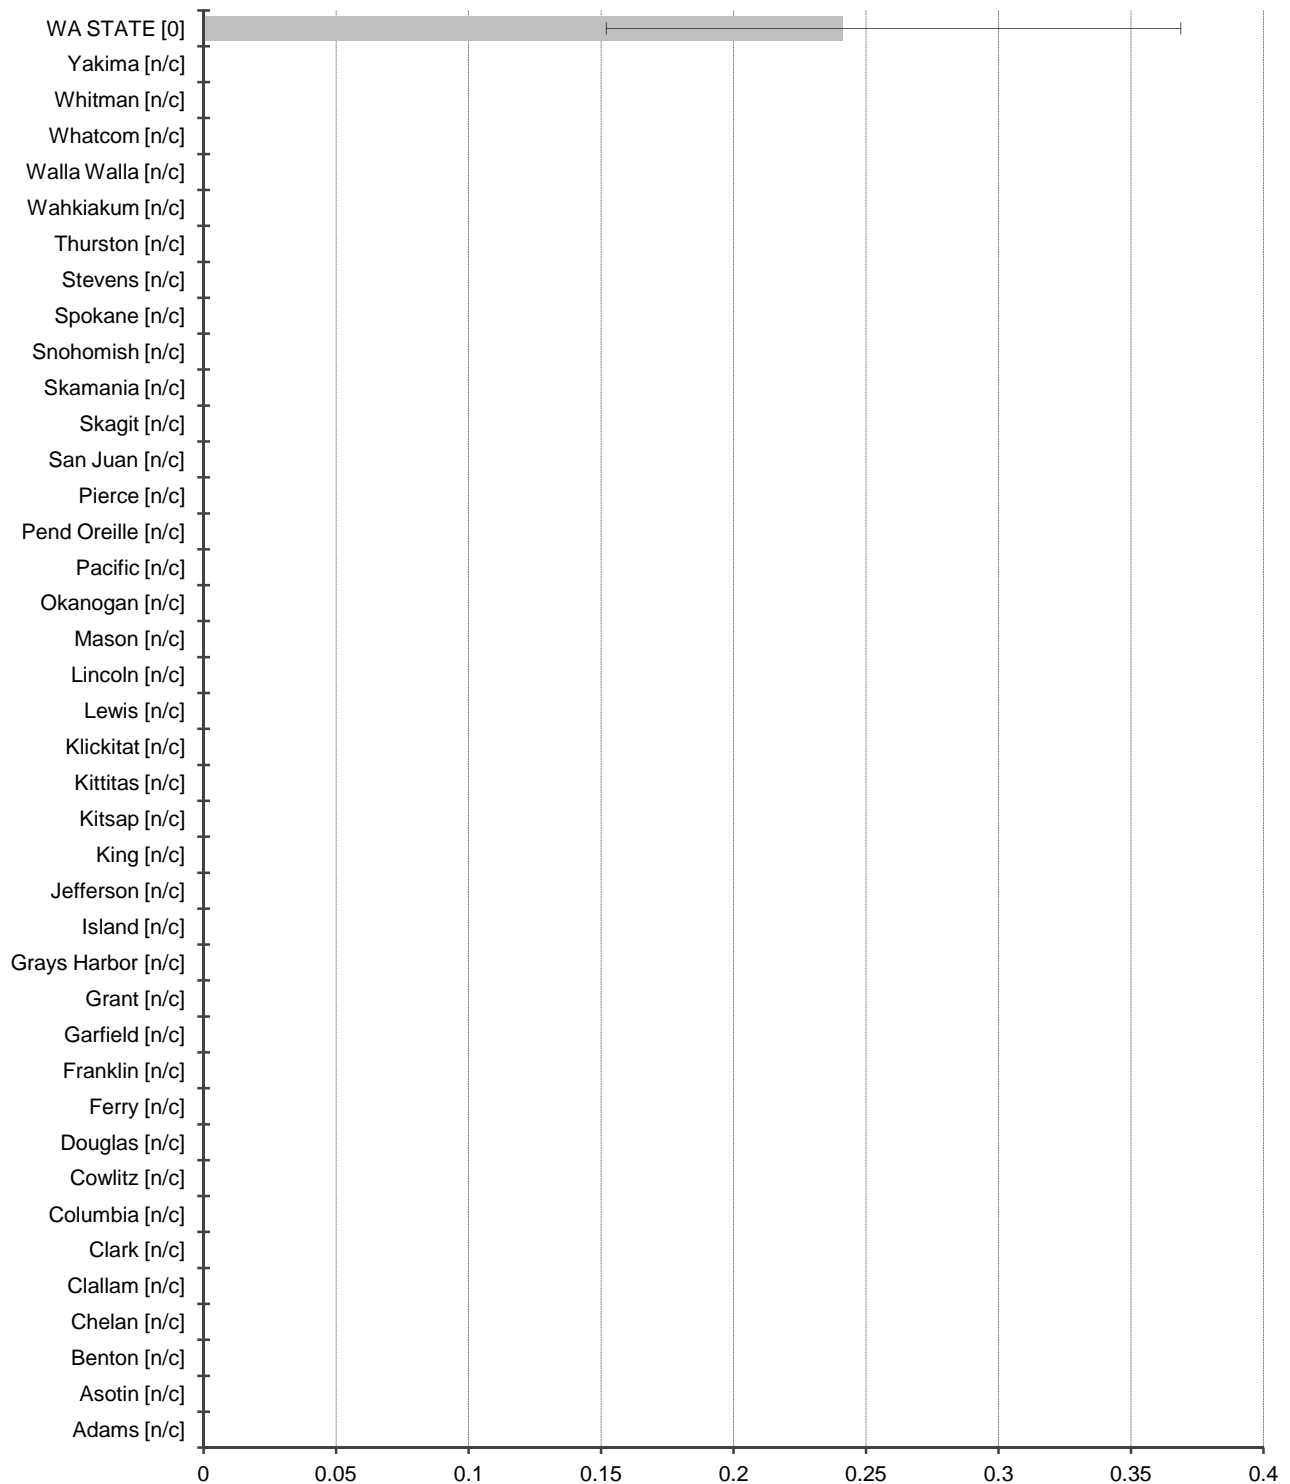 WA STATE [0]
Yakima [n/c]
Whitman [n/c]
Whatcom [n/c]
Walla Walla [n/c]
Wahkiakum [n/c]
Thurston [n/c]
Stevens [n/c]
Spokane [n/c]
Snohomish [n/c]
Skamania [n/c]
Skagit [n/c]
San Juan [n/c]
Pierce [n/c]
Pend Oreille [n/c]
Pacific [n/c]
Okanogan [n/c]
Mason [n/c]
Lincoln [n/c]
Lewis [n/c]
Klickitat [n/c]
Kittitas [n/c]
Kitsap [n/c]
King [n/c]
Jefferson [n/c]
Island [n/c]
Grays Harbor [n/c]
Grant [n/c]
Garfield [n/c]
Franklin [n/c]
Ferry [n/c]
Douglas [n/c]
Cowlitz [n/c]
Columbia [n/c]
Clark [n/c]
Clallam [n/c]
Chelan [n/c]
Benton [n/c]
Asotin [n/c]
Adams [n/c]
0 0.05 0.1 0.15 0.2 0.25 0.3 0.35 0.4